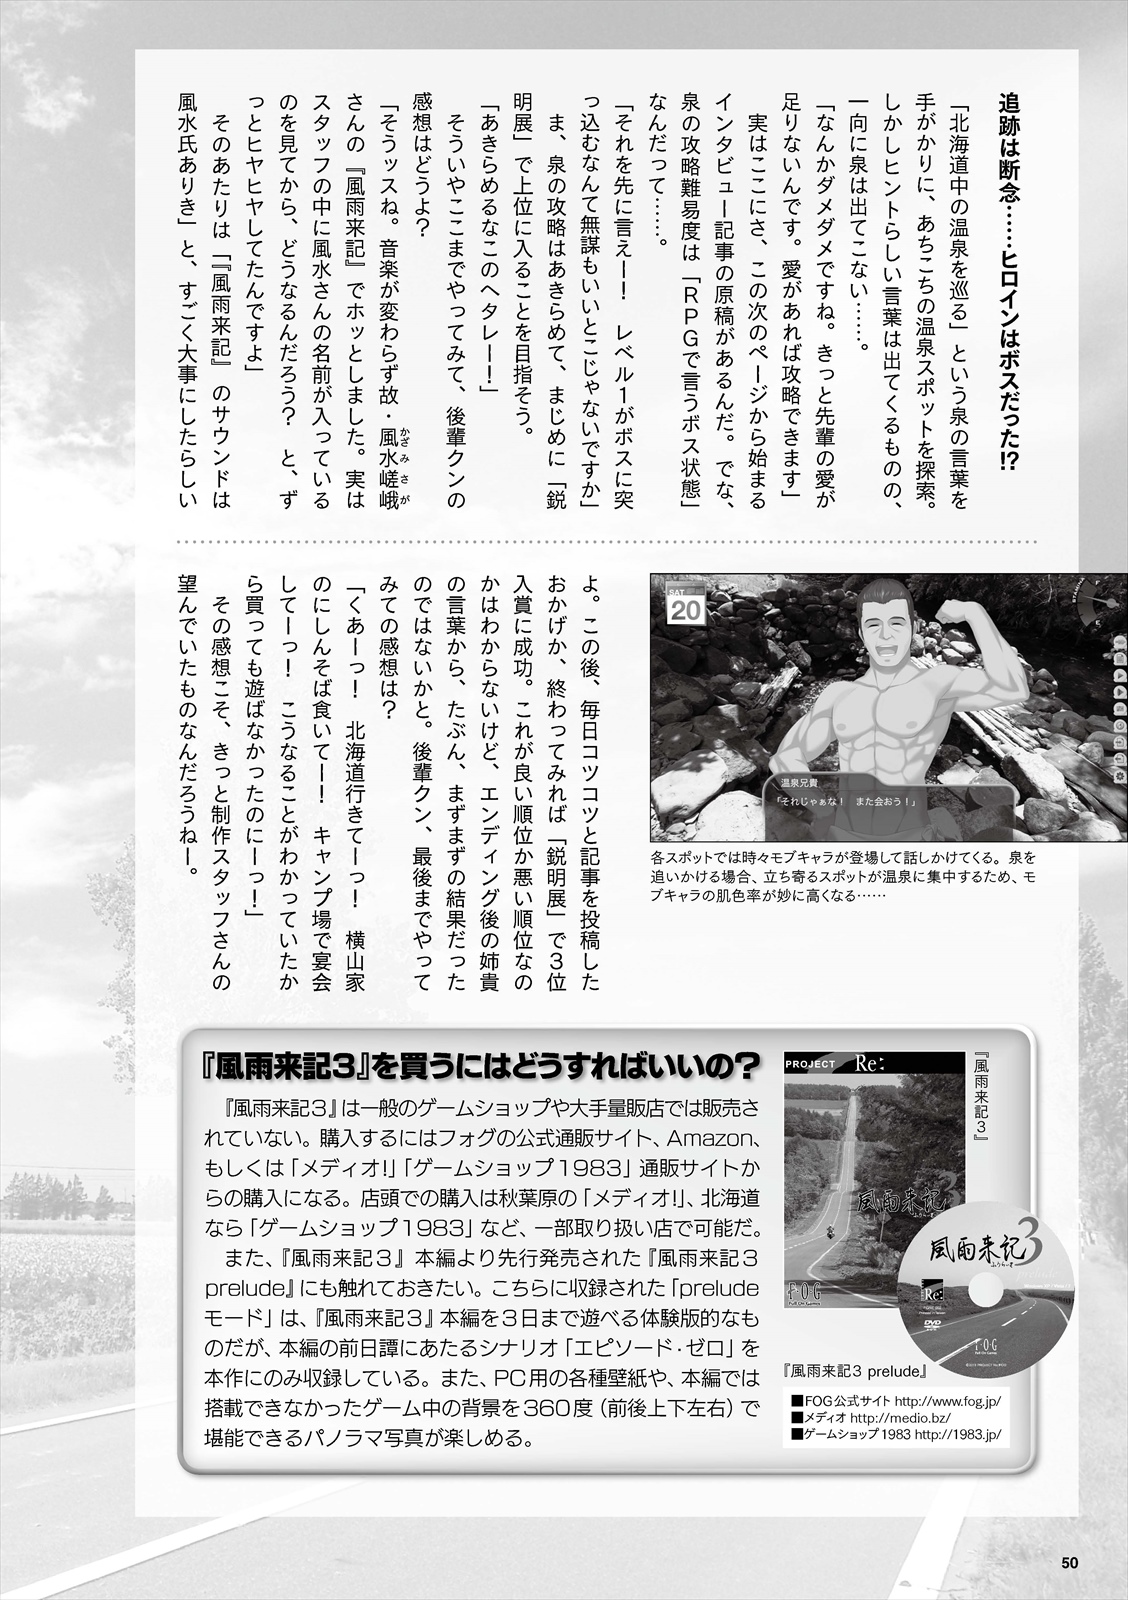 追跡は断念……ヒロインはボスだった!?
「北海道中の温泉を巡る」という泉の言葉を
手がかりに、あちこちの温泉スポットを探索。
しかしヒントらしい言葉は出てくるものの、
一向に泉は出てこない……。
「なんかダメダメですね。きっと先輩の愛が
足りないんです。愛があれば攻略できます」
実はここにさ、この次のページから始まる
インタビュー記事の原稿があるんだ。でな、
泉の攻略難易度は「ＲＰＧで言うボス状態」
なんだって……。
「それを先に言えー！　レベル１がボスに突
っ込むなんて無謀もいいとこじゃないですか」
ま、泉の攻略はあきらめて、まじめに「鋭
明展」で上位に入ることを目指そう。
「あきらめるなこのヘタレー！」
そういやここまでやってみて、後輩クンの
感想はどうよ？
「そうッスね。音楽が変わらず故・風水嵯峨
かざみさが
さんの『風雨来記』でホッとしました。実は
スタッフの中に風水さんの名前が入っている
のを見てから、どうなるんだろう？　と、ず
っとヒヤヒヤしてたんですよ」
そのあたりは「『風雨来記』のサウンドは
風水氏ありき」と、すごく大事にしたらしい
よ。この後、毎日コツコツと記事を投稿した
おかげか、終わってみれば「鋭明展」で３位
入賞に成功。これが良い順位か悪い順位なの
かはわからないけど、エンディング後の姉貴
の言葉から、たぶん、まずまずの結果だった
のではないかと。後輩クン、最後までやって
みての感想は？
「くあーっ！　北海道行きてーっ！　横山家
のにしんそば食いてー！　キャンプ場で宴会
してーっ！　こうなることがわかっていたか
ら買っても遊ばなかったのにーっ！」
その感想こそ、きっと制作スタッフさんの
望んでいたものなんだろうねー。
SAT
20
温泉兄貴
「それじゃぁな！　また会おう！」
各スポットでは時々モブキャラが登場して話しかけてくる。泉を
追いかける場合、立ち寄るスポットが温泉に集中するため、モ
ブキャラの肌色率が妙に高くなる……
『風雨来記３』を買うにはどうすればいいの？
『風雨来記３』は一般のゲームショップや大手量販店では販売さ
れていない。購入するにはフォグの公式通販サイト、Amazon、
もしくは「メディオ!」「ゲームショップ1983」通販サイトか
らの購入になる。店頭での購入は秋葉原の「メディオ!」、北海道
なら「ゲームショップ1983」など、一部取り扱い店で可能だ。
また、『風雨来記３』本編より先行発売された『風雨来記３
prelude』にも触れておきたい。こちらに収録された「prelude
モード」は、『風雨来記３』本編を３日まで遊べる体験版的なも
のだが、本編の前日譚にあたるシナリオ「エピソード・ゼロ」を
本作にのみ収録している。また、PC用の各種壁紙や、本編では
搭載できなかったゲーム中の背景を360度（前後上下左右）で
堪能できるパノラマ写真が楽しめる。
『風雨来記３』
PROJECT Re:
風雨来記3
FOG
Full On Games
風雨来記3
ふうらいき
Re:
DVD
FOG
『風雨来記３ prelude』
■FOG公式サイト http://www.fog.jp/
■メディオ http://medio.bz/
■ゲームショップ1983 http://1983.jp/
50